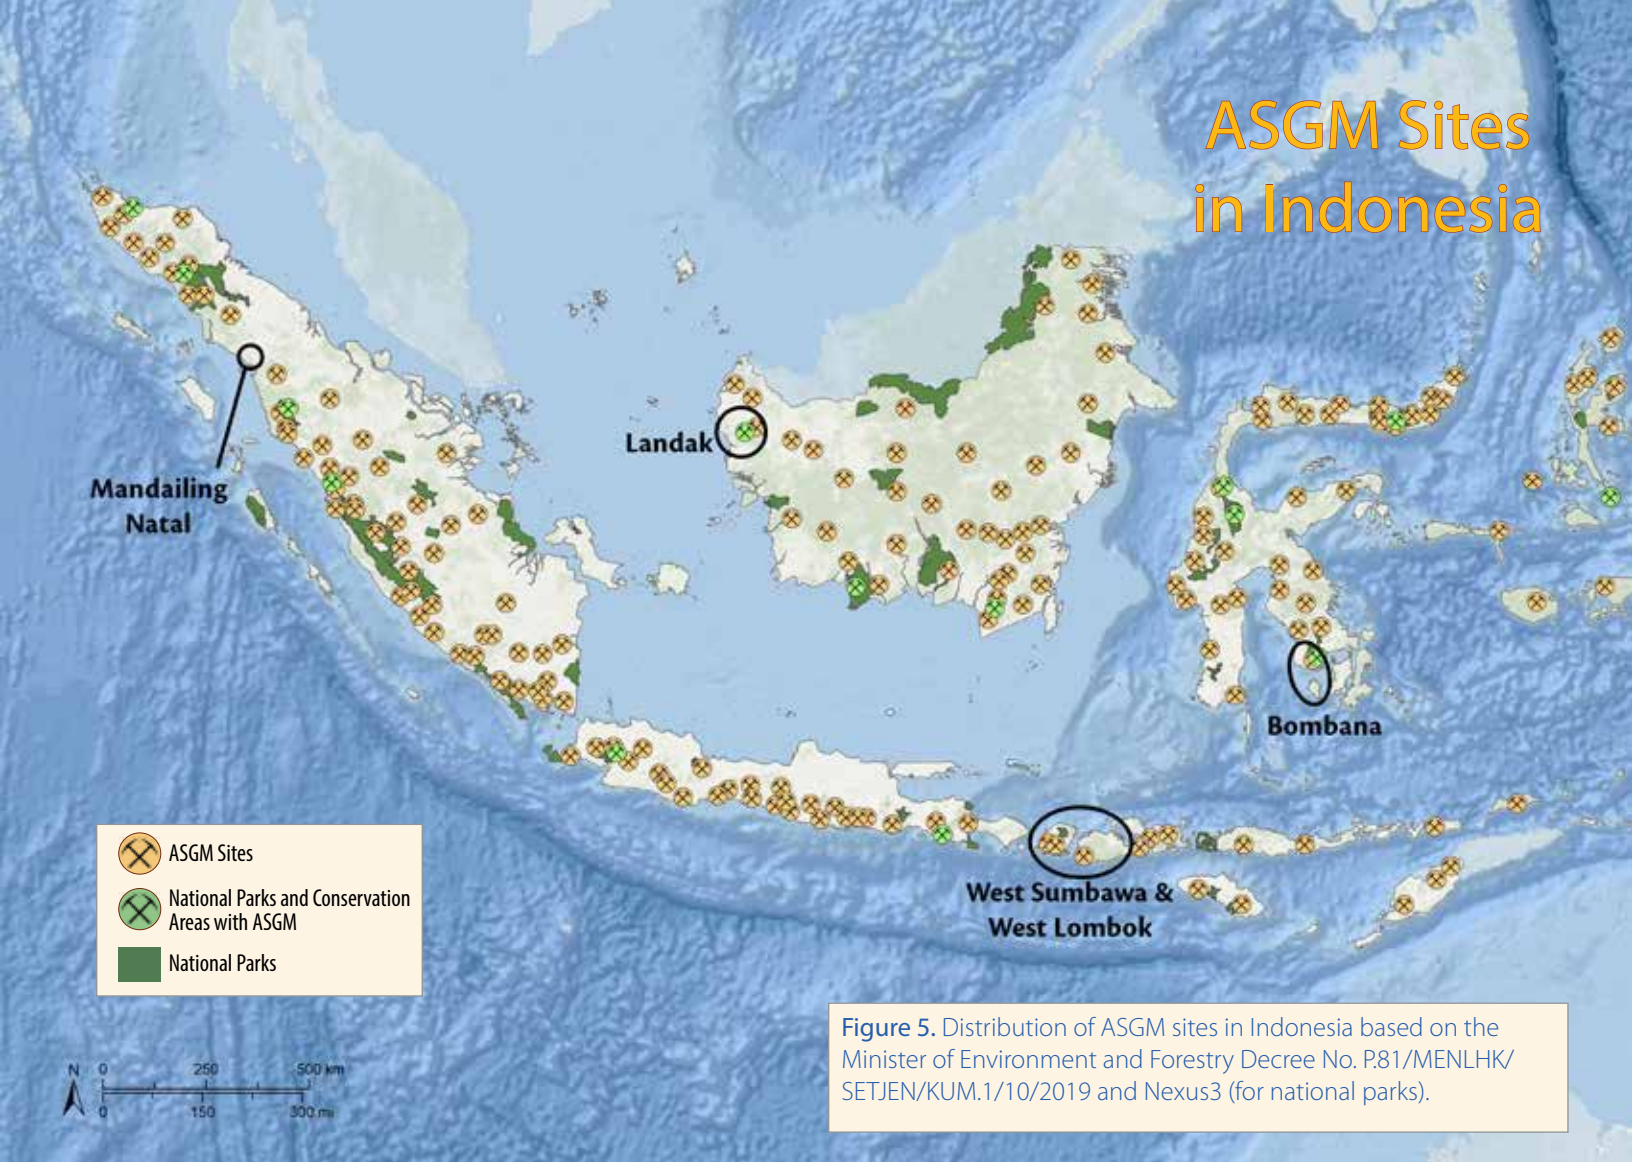 ASGM Sites
in Indonesia
Landak
Mandailing
Natal
Bombana
West Sumbawa &
West Lombok
ASGM Sites
National Parks and Conservation
Areas with ASGM
National Parks
Figure 5. Distribution of ASGM sites in Indonesia based on the
Minister of Environment and Forestry Decree No. P.81/MENLHK/
SETJEN/KUM.1/10/2019 and Nexus3 (for national parks).
N 0 250 500 km
0 150 300 mi